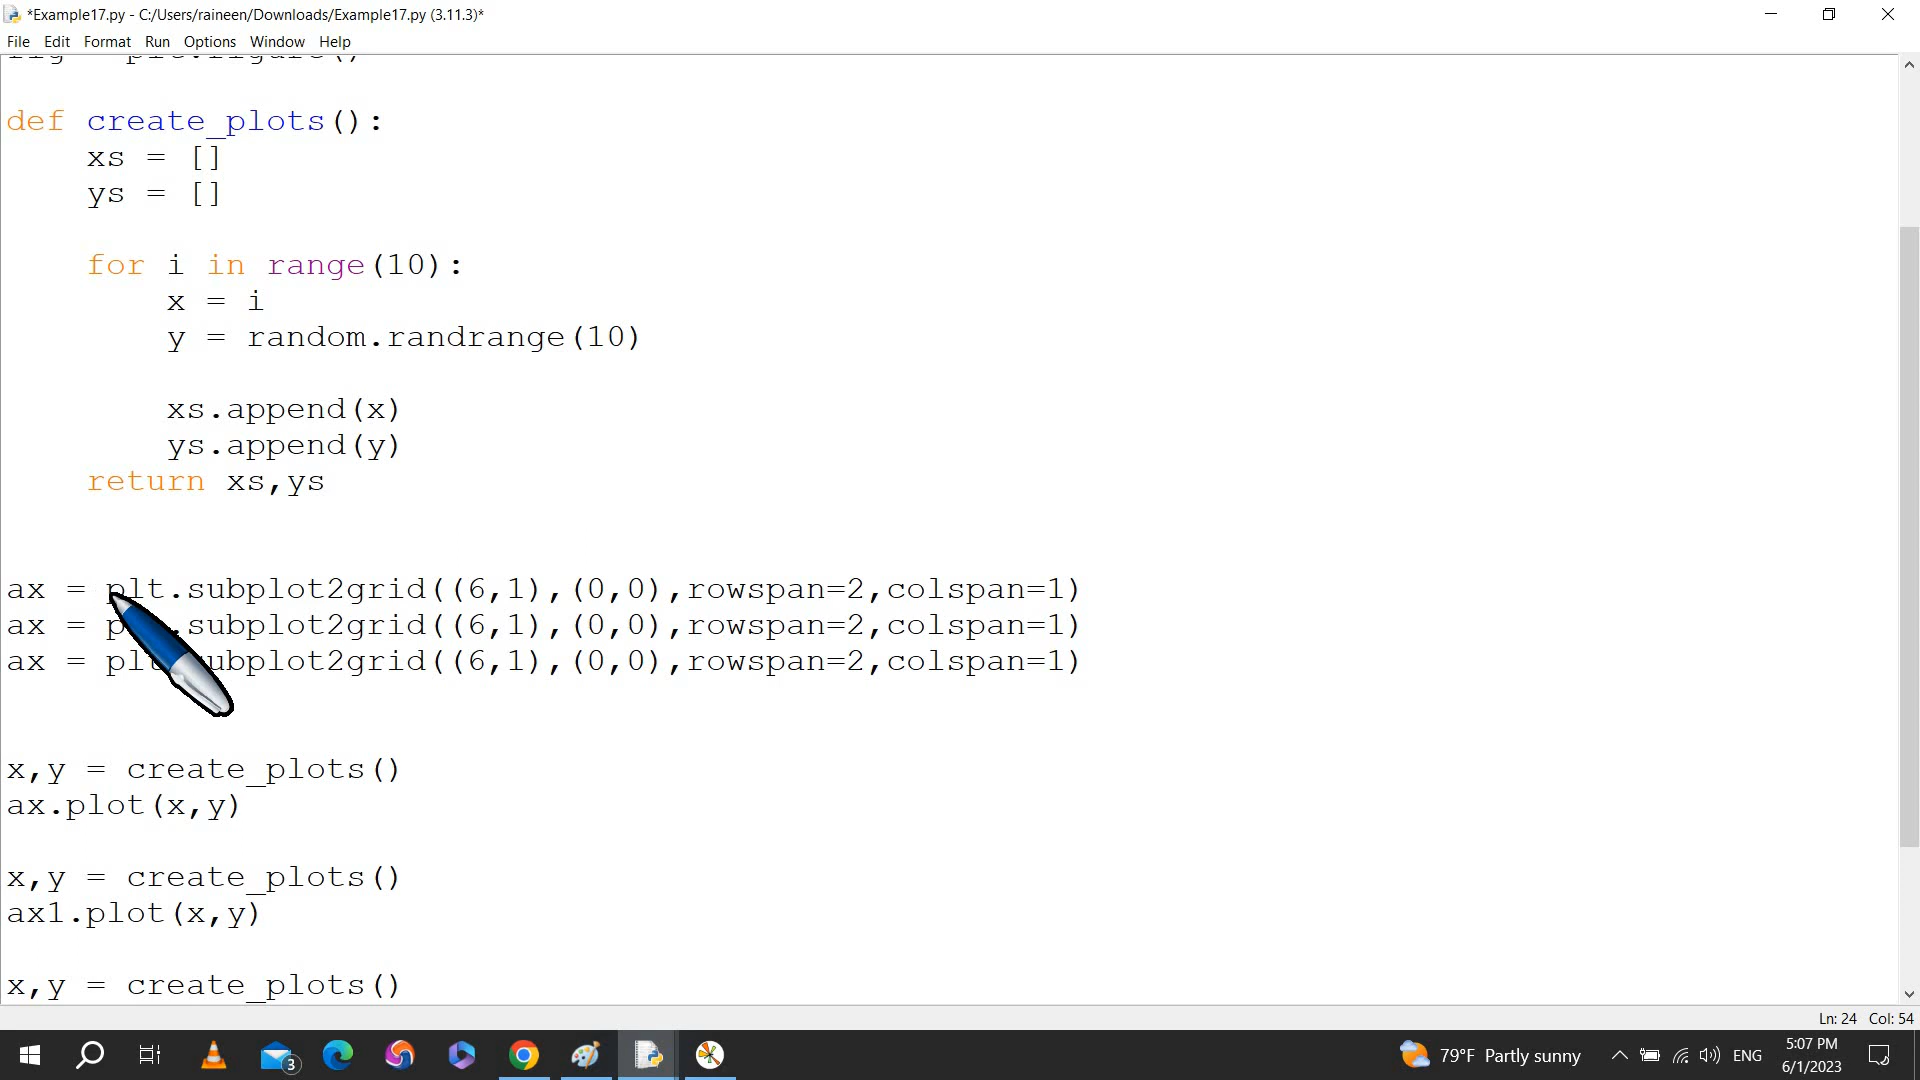 *Example17.py - C:/Users/raineen/Downloads/Example17.py (3.11.3)*
File Edit Format Run Options Window Help
def create_plots():
    xs = []
    ys = []
    for i in range(10):
        x = i
        y = random.randrange(10)
        xs.append(x)
        ys.append(y)
    return xs,ys
ax = plt.subplot2grid((6,1),(0,0),rowspan=2,colspan=1)
ax = .subplot2grid((6,1),(0,0),rowspan=2,colspan=1)
ax = (6,1),(0,0),rowspan=2,colspan=1)
x,y = create_plots()
ax.plot(x,y)
x,y = create_plots()
ax1.plot(x,y)
x,y = create_plots()
Ln: 24 Col: 54
3
79°F Partly sunny
ENG
5:07 PM
6/1/2023